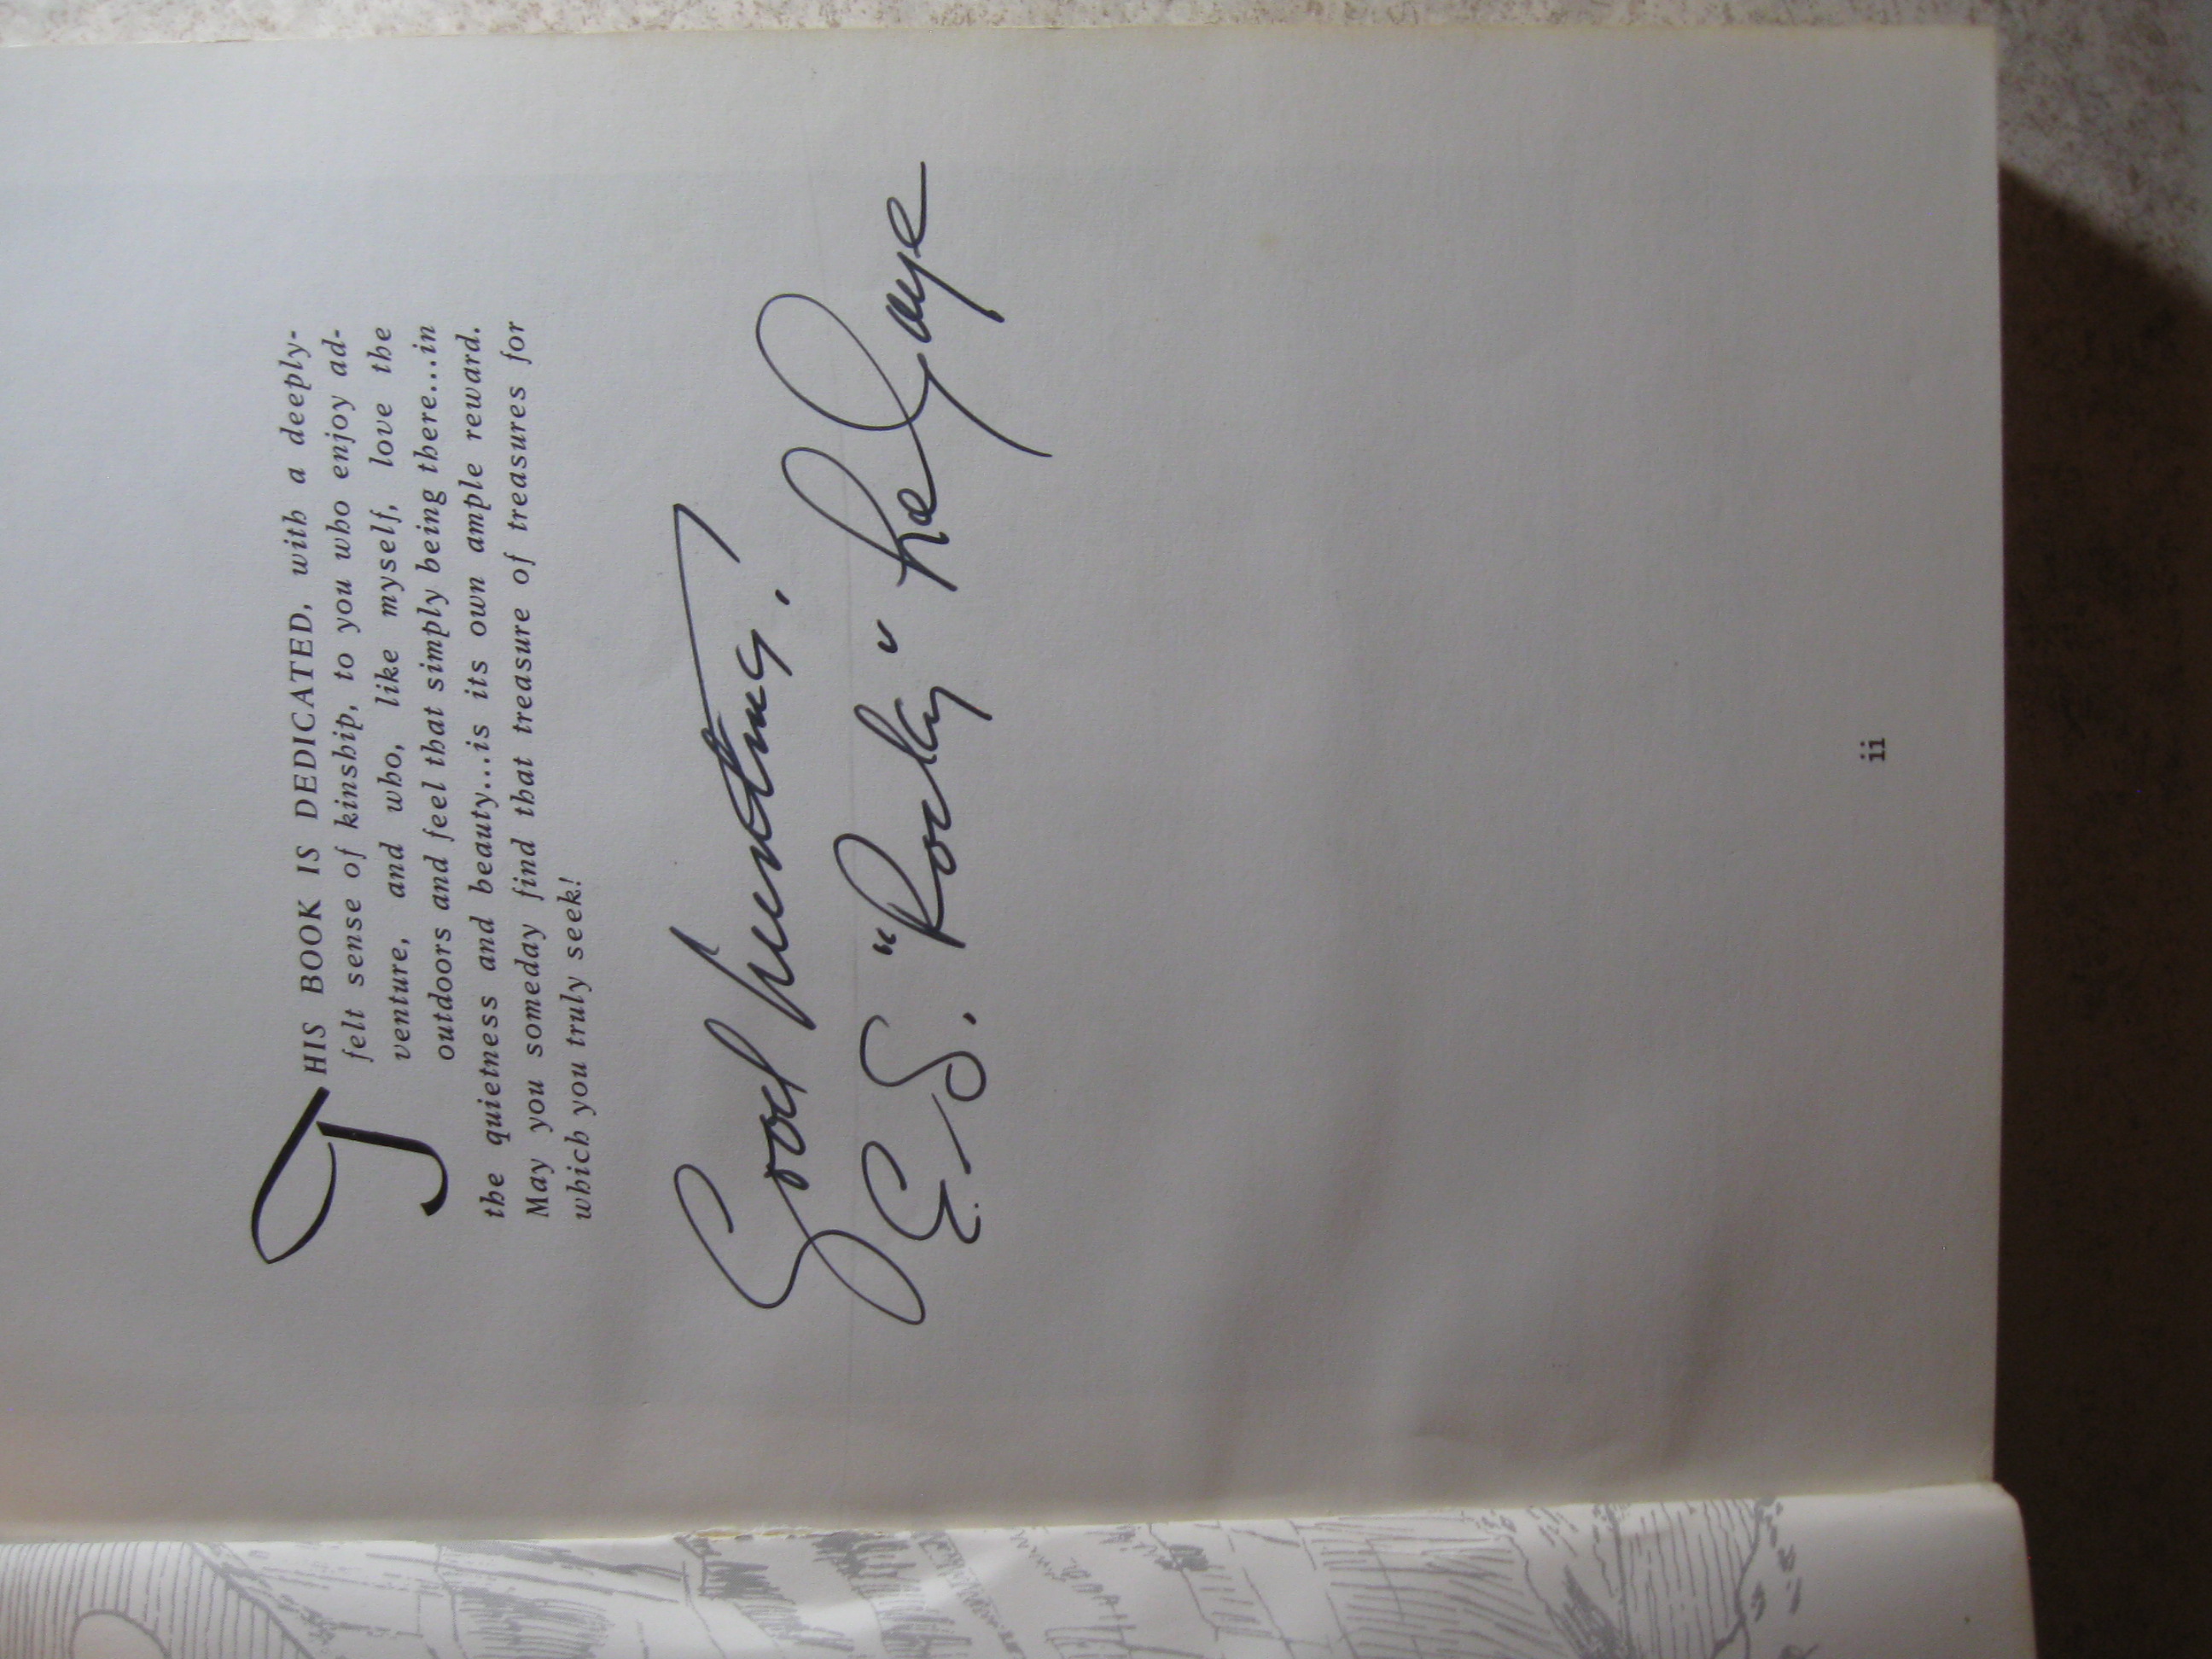 THIS BOOK IS DEDICATED, with a deeply-
felt sense of kinship, to you who enjoy ad-
venture, and who, like myself, love the
outdoors and feel that simply being there...in
the quietness and beauty...is its own ample reward.
May you someday find that treasure of treasures for
which you truly seek!
Good hunting,
E.S. "Rocky" LeGaye
ii